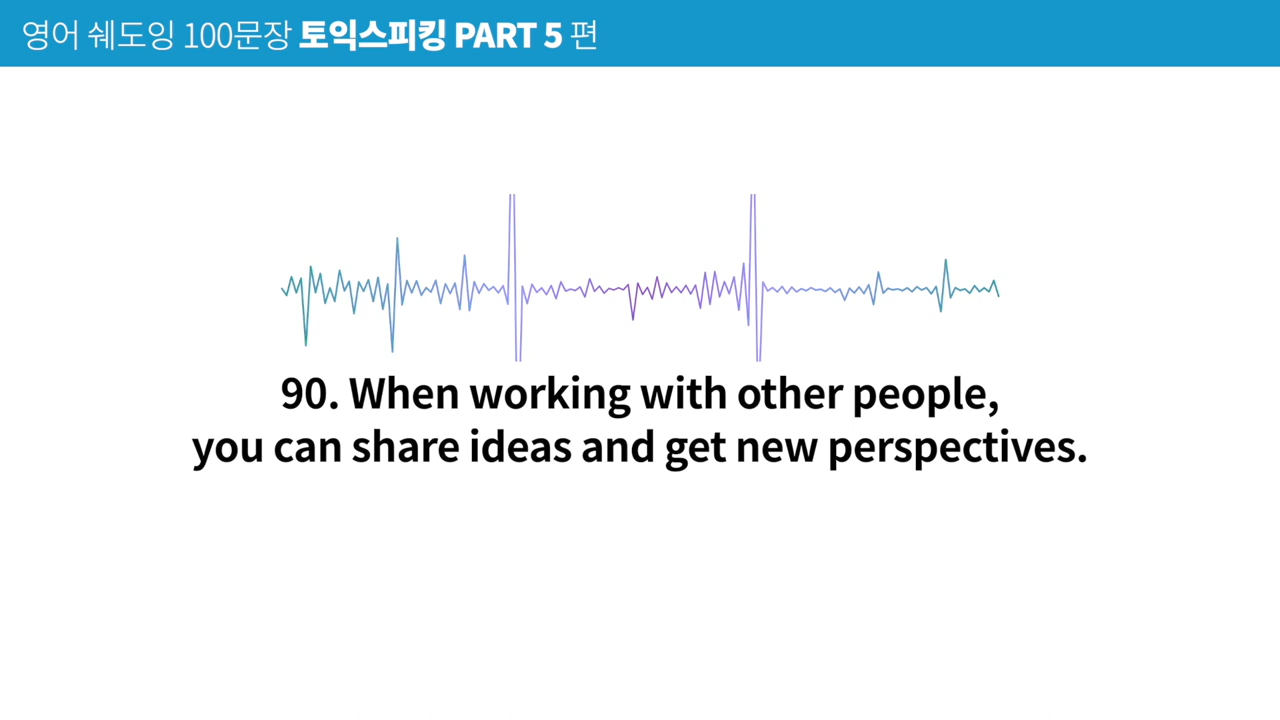 영어 쉐도잉 100문장 토익스피킹 PART 5 편
90. When working with other people,
you can share ideas and get new perspectives.